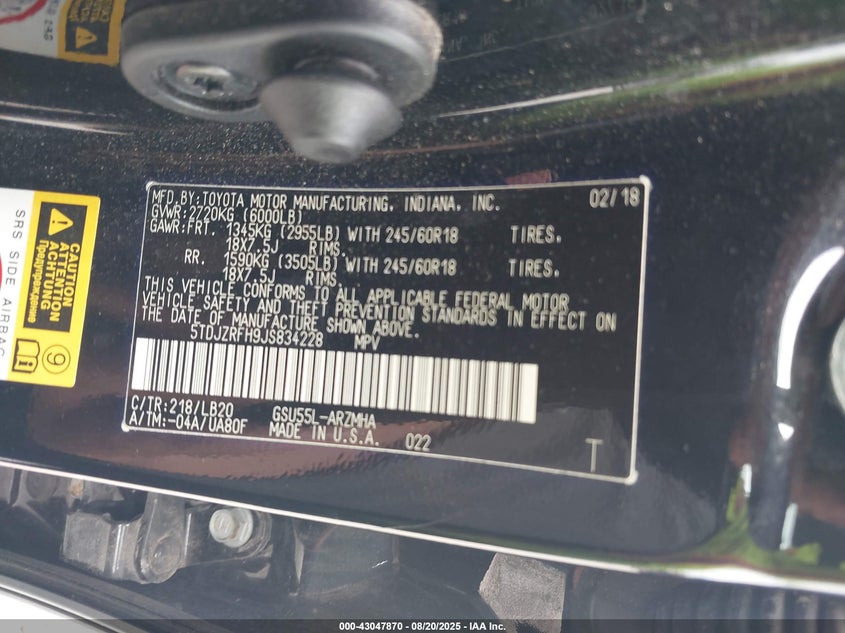 MFD.BY:TOYOTA MOTOR MANUFACTURING, INDIANA, INC. 02/18
GVWR:2720KG (6000LB)
GAWR:FRT. 1345KG (2955LB) WITH 245/60R18 TIRES.
18X7.5J RIMS.
RR. 1590KG (3505LB) WITH 245/60R18 TIRES.
18X7.5J RIMS.
THIS VEHICLE CONFORMS TO ALL APPLICABLE FEDERAL MOTOR
VEHICLE SAFETY AND THEFT PREVENTION STANDARDS IN EFFECT ON
THE DATE OF MANUFACTURE SHOWN ABOVE.
5TDJZRFH9JS834228 MPV
C/TR:218/LB20 GSU55L-ARZMHA
A/TM:-04A/UA80F MADE IN U.S.A. 022
T
SRS SIDE AIRBAG
CAUTION
ATTENTION
ACHTUNG
Предупреждение
9
000-43047870 — 08/20/2025 — IAA Inc.